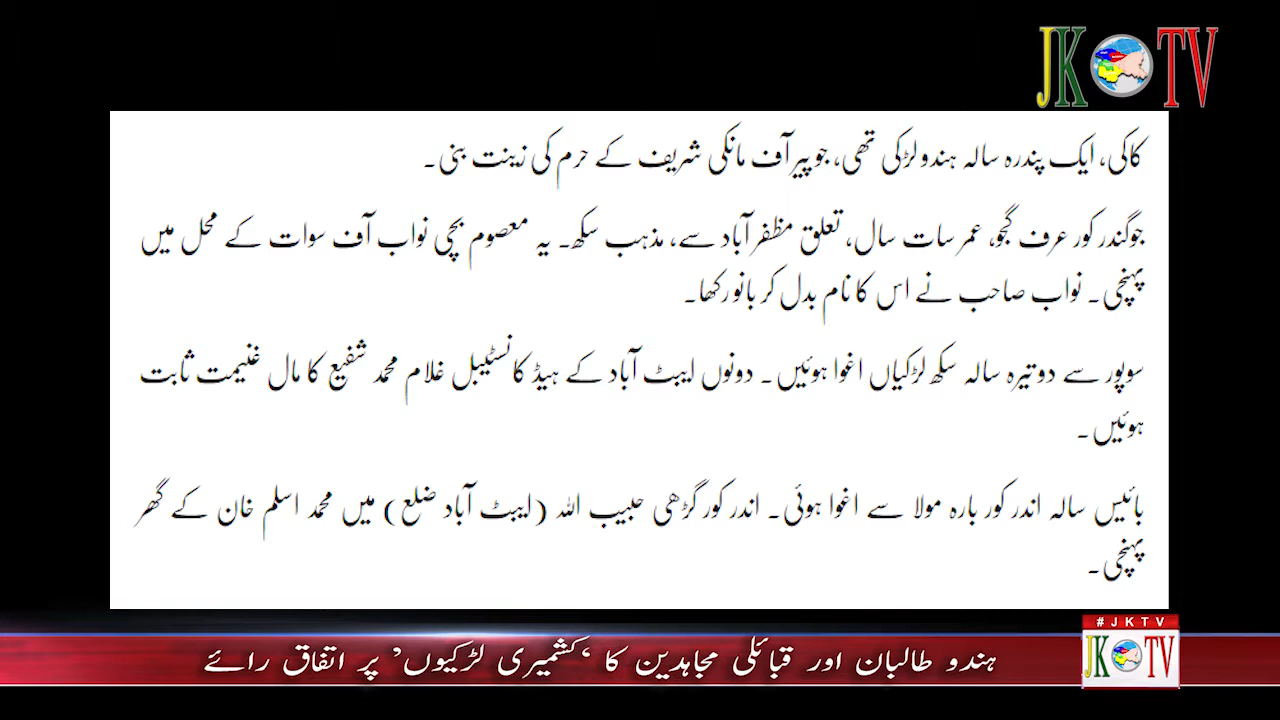 JK TV
کاکی، ایک پندرہ سالہ ہندو لڑکی تھی، جو پیر آف مانکی شریف کے حرم کی زینت بنی۔
جوگندر کور عرف گجو، عمر سات سال، تعلق مظفر آباد سے، مذہب سکھ۔ یہ معصوم بچی نواب آف سوات کے محل میں
پہنچی۔ نواب صاحب نے اس کا نام بدل کر بانو رکھا۔
سوپور سے دو تیرہ سالہ سکھ لڑکیاں اغوا ہوئیں۔ دونوں ایبٹ آباد کے ہیڈ کانسٹیبل غلام محمد شفیع کا مال غنیمت ثابت
ہوئیں۔
بائیس سالہ اندر کور بارہ مولا سے اغوا ہوئی۔ اندر کور گڑھی حبیب اللہ (ایبٹ آباد ضلع) میں محمد اسلم خان کے گھر
پہنچی۔
#JKTV
JK TV
ہندو طالبان اور قبائلی مجاہدین کا ‘کشمیری لڑکیوں’ پر اتفاق رائے